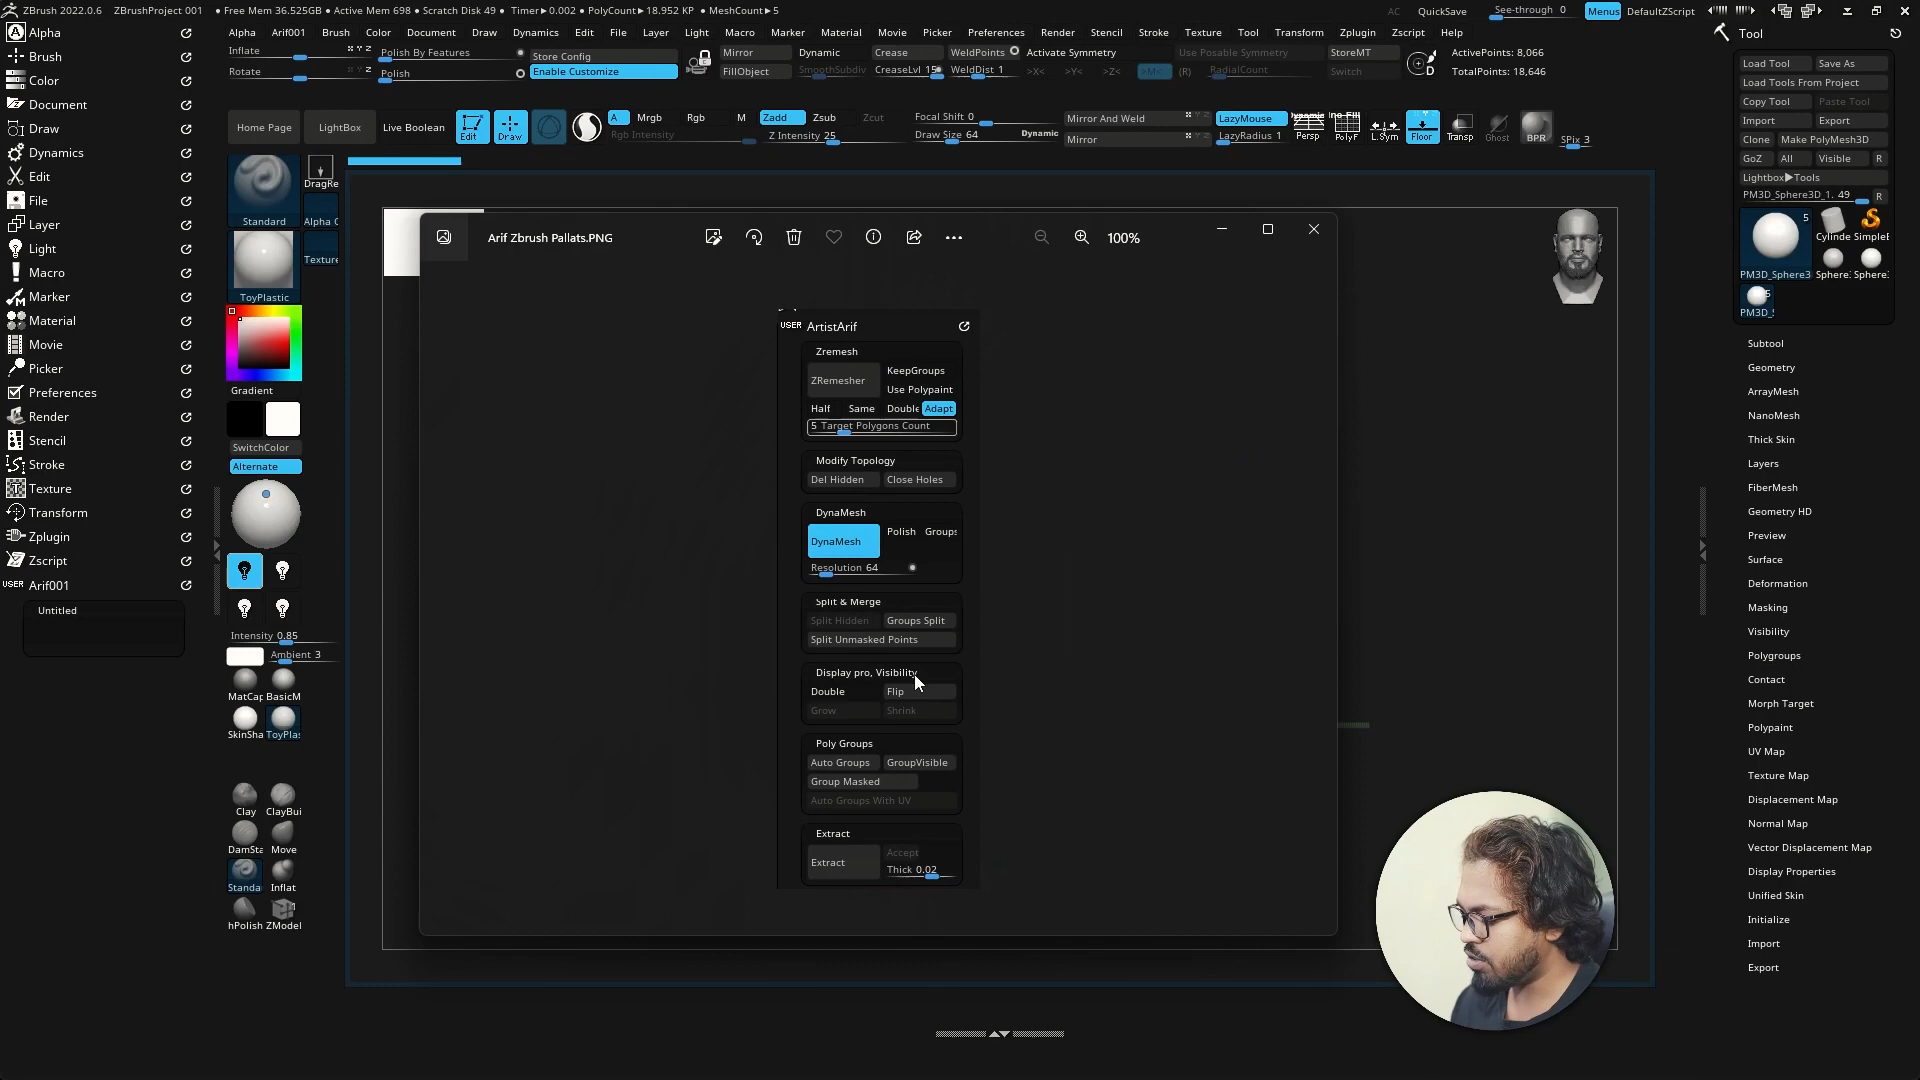 ZBrush 2022.0.6 ZBrushProject 001 • Free Mem 36.525GB • Active Mem 698 • Scratch Disk 49 • Timer▶0.002 • PolyCount▶18.952 KP • MeshCount▶5 AC QuickSave See-through 0 Menus DefaultZScript
Alpha Arif001 Brush Color Document Draw Dynamics Edit File Layer Light Macro Marker Material Movie Picker Preferences Render Stencil Stroke Texture Tool Transform Zplugin Zscript Help
Inflate x Y Z Polish By Features Store Config Mirror Dynamic Crease WeldPoints Activate Symmetry Use Posable Symmetry StoreMT ActivePoints: 8,066
Rotate Polish Enable Customize FillObject SmoothSubdiv CreaseLvl 15 WeldDist 1 >X< >Y< >Z< >M< (R) RadialCount Switch TotalPoints: 18,646
Home Page LightBox Live Boolean Edit Draw A Mrgb Rgb M Zadd Zsub Zcut Focal Shift 0 Mirror And Weld LazyMouse Dynamic Persp PolyF L.Sym Floor Transp Ghost BPR SPix 3
Rgb Intensity Z Intensity 25 Draw Size 64 Dynamic Mirror LazyRadius 1
Alpha
Brush
Color
Document
Draw
Dynamics
Edit
File
Layer
Light
Macro
Marker
Material
Movie
Picker
Preferences
Render
Stencil
Stroke
Texture
Transform
Zplugin
Zscript
USER Arif001
Untitled
Standard
DragRe
Alpha O
Texture
ToyPlastic
Gradient
SwitchColor
Alternate
Intensity 0.85
Ambient 3
MatCap BasicM
SkinSha ToyPlas
Clay ClayBui
DamSta Move
Standa Inflat
hPolish ZModel
Arif Zbrush Pallats.PNG 100%
USER ArtistArif
Zremesh
ZRemesher KeepGroups
Use Polypaint
Half Same Double Adapt
5 Target Polygons Count
Modify Topology
Del Hidden Close Holes
DynaMesh
DynaMesh Polish Groups
Resolution 64
Split & Merge
Split Hidden Groups Split
Split Unmasked Points
Display pro, Visibility
Double Flip
Grow Shrink
Poly Groups
Auto Groups GroupVisible
Group Masked
Auto Groups With UV
Extract
Extract Accept
Thick 0.02
Tool
Load Tool Save As
Load Tools From Project
Copy Tool Paste Tool
Import Export
Clone Make PolyMesh3D
GoZ All Visible R
Lightbox▶Tools
PM3D_Sphere3D_1. 49 R
5
Cylinde SimpleB
PM3D_Sphere3 Sphere: Sphere:
5
PM3D_S
Subtool
Geometry
ArrayMesh
NanoMesh
Thick Skin
Layers
FiberMesh
Geometry HD
Preview
Surface
Deformation
Masking
Visibility
Polygroups
Contact
Morph Target
Polypaint
UV Map
Texture Map
Displacement Map
Normal Map
Vector Displacement Map
Display Properties
Unified Skin
Initialize
Import
Export